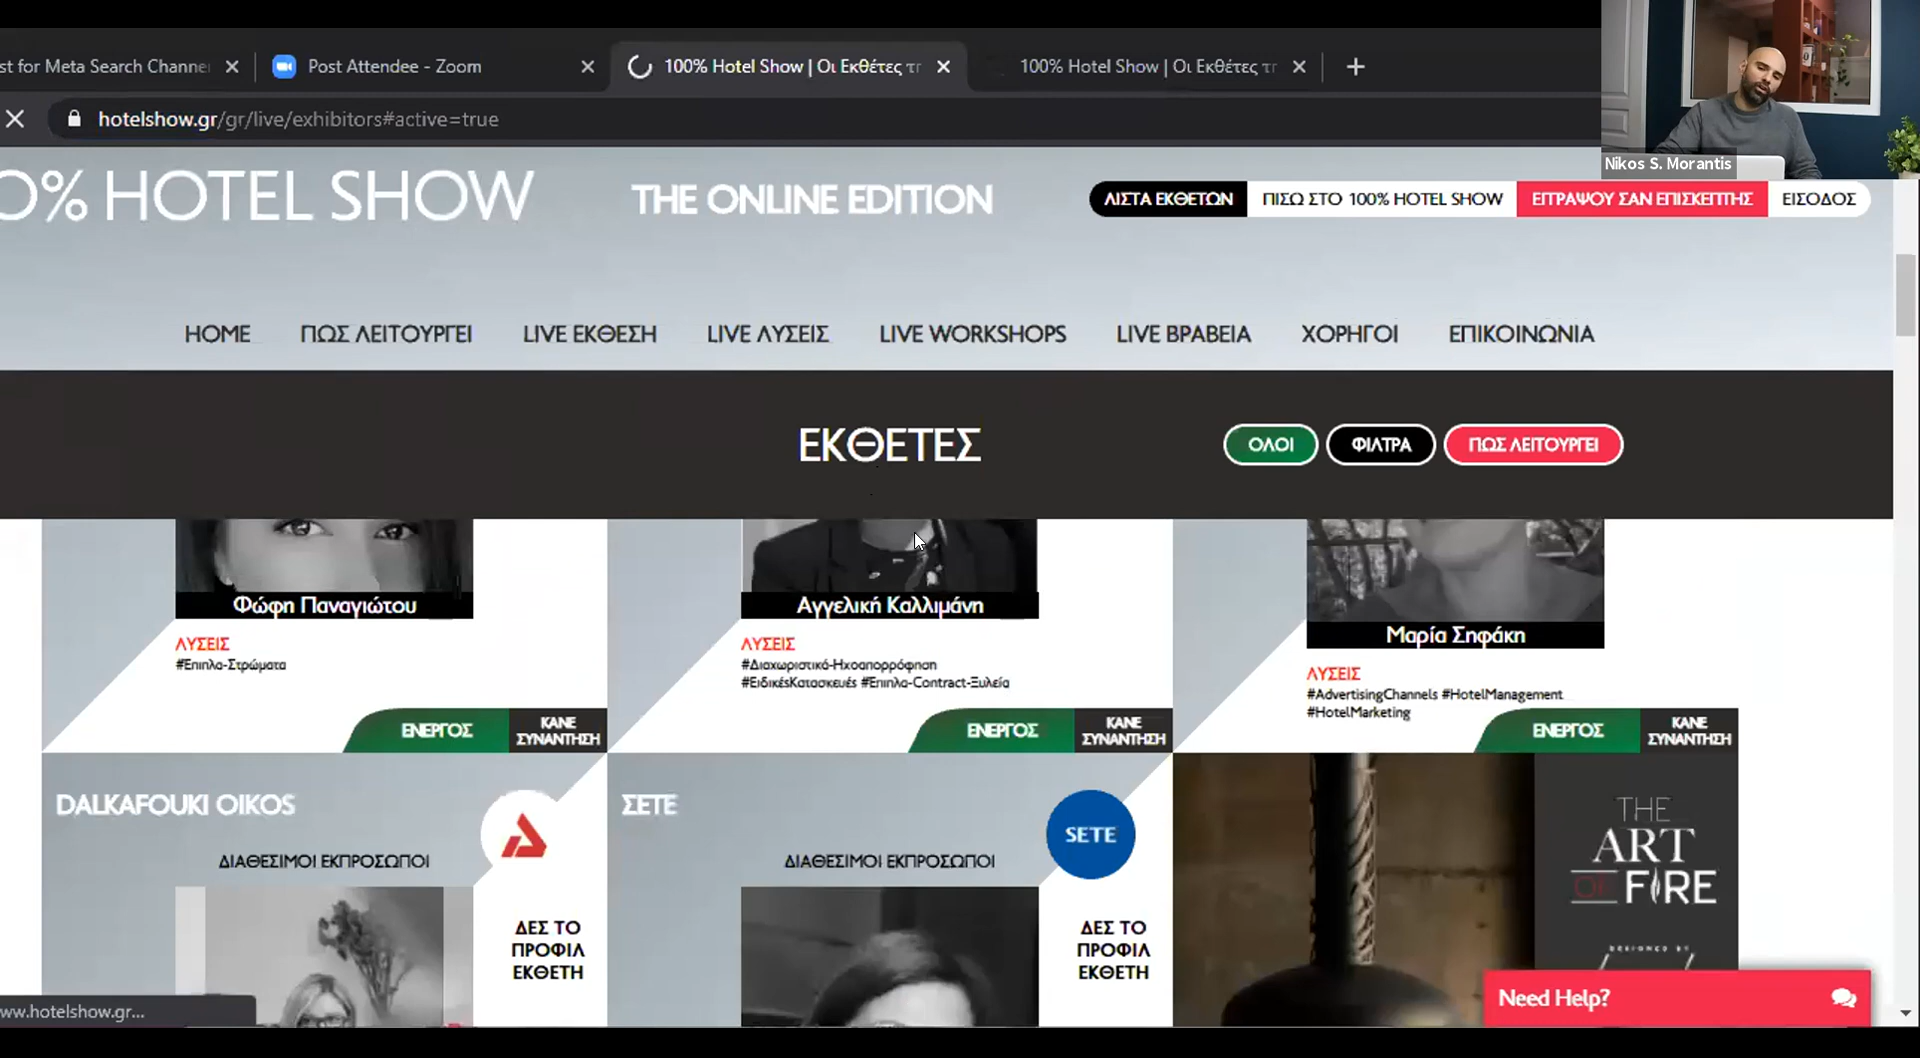 st for Meta Search Channe
Post Attendee - Zoom
100% Hotel Show | Οι Εκθέτες τη
100% Hotel Show | Οι Εκθέτες τη
hotelshow.gr/gr/live/exhibitors#active=true
Nikos S. Morantis
0% HOTEL SHOW
THE ONLINE EDITION
ΛΙΣΤΑ ΕΚΘΕΤΩΝ
ΠΙΣΩ ΣΤΟ 100% HOTEL SHOW
ΕΓΓΡΑΨΟΥ ΣΑΝ ΕΠΙΣΚΕΠΤΗΣ
ΕΙΣΟΔΟΣ
HOME
ΠΩΣ ΛΕΙΤΟΥΡΓΕΙ
LIVE ΕΚΘΕΣΗ
LIVE ΛΥΣΕΙΣ
LIVE WORKSHOPS
LIVE ΒΡΑΒΕΙΑ
ΧΟΡΗΓΟΙ
ΕΠΙΚΟΙΝΩΝΙΑ
ΕΚΘΕΤΕΣ
ΟΛΟΙ
ΦΙΛΤΡΑ
ΠΩΣ ΛΕΙΤΟΥΡΓΕΙ
Φώφη Παναγιώτου
ΛΥΣΕΙΣ
#Επιπλα-Στρώματα
ΕΝΕΡΓΟΣ
ΚΑΝΕ
ΣΥΝΑΝΤΗΣΗ
Αγγελική Καλλιμάνη
ΛΥΣΕΙΣ
#Διαχωριστικά-Ηχοαπορρόφηση
#ΕιδικέςΚατασκευές #Επιπλα-Contract-Ξυλεία
ΕΝΕΡΓΟΣ
ΚΑΝΕ
ΣΥΝΑΝΤΗΣΗ
Μαρία Σηφάκη
ΛΥΣΕΙΣ
#AdvertisingChannels #HotelManagement
#HotelMarketing
ΕΝΕΡΓΟΣ
ΚΑΝΕ
ΣΥΝΑΝΤΗΣΗ
DALKAFOUKI OIKOS
ΔΙΑΘΕΣΙΜΟΙ ΕΚΠΡΟΣΩΠΟΙ
ΔΕΣ ΤΟ
ΠΡΟΦΙΛ
ΕΚΘΕΤΗ
ΣΕΤΕ
SETE
ΔΙΑΘΕΣΙΜΟΙ ΕΚΠΡΟΣΩΠΟΙ
ΔΕΣ ΤΟ
ΠΡΟΦΙΛ
ΕΚΘΕΤΗ
THE
ART
OF FIRE
DESIGNED BY
Need Help?
ww.hotelshow.gr...